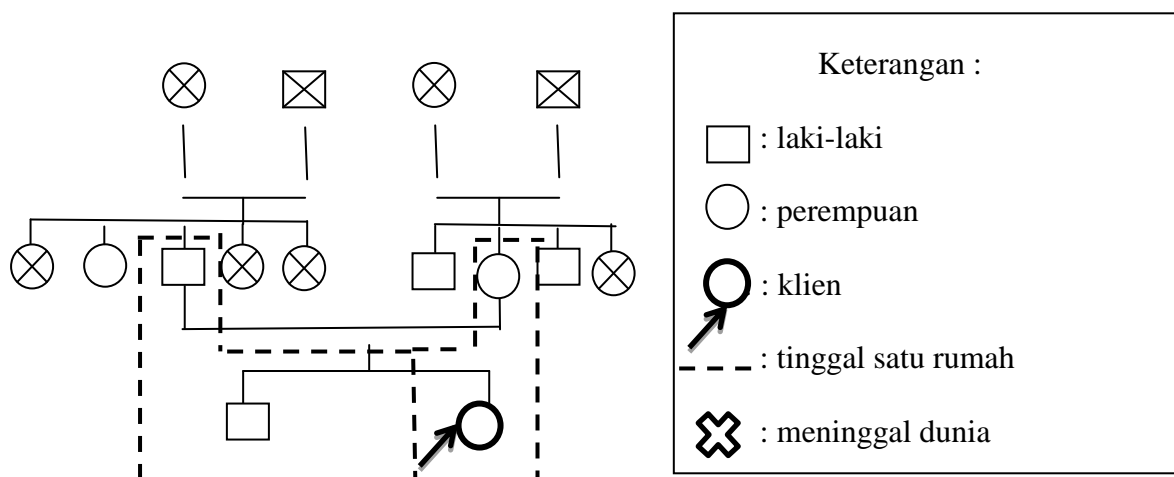 Keterangan :
: laki-laki
: perempuan
: klien
: tinggal satu rumah
: meninggal dunia